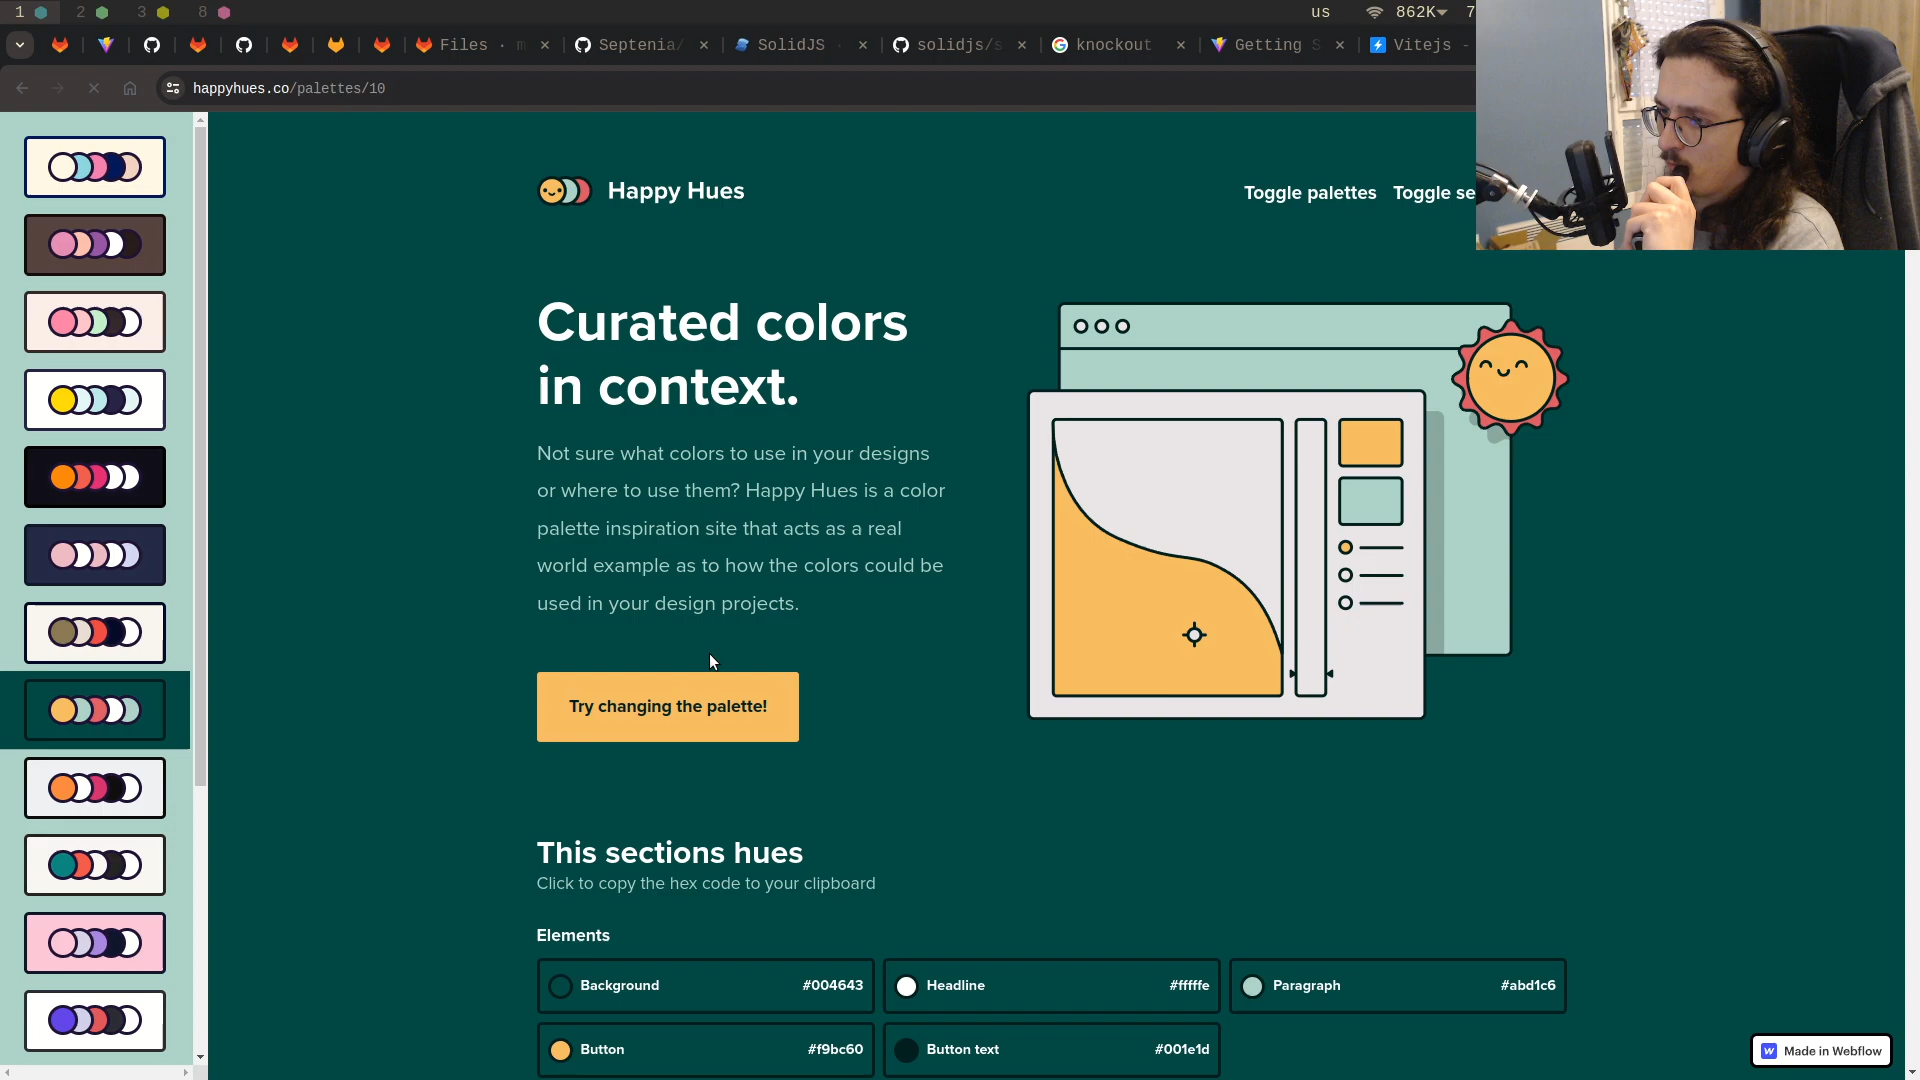 1 2 3 8 us 862K 7
Files · Septenia/ SolidJS · solidjs/s knockout Getting S Vitejs -
happyhues.co/palettes/10
Happy Hues
Toggle palettes Toggle se
Curated colors
in context.
Not sure what colors to use in your designs
or where to use them? Happy Hues is a color
palette inspiration site that acts as a real
world example as to how the colors could be
used in your design projects.
Try changing the palette!
This sections hues
Click to copy the hex code to your clipboard
Elements
Background #004643 Headline #fffffe Paragraph #abd1c6
Button #f9bc60 Button text #001e1d
Made in Webflow